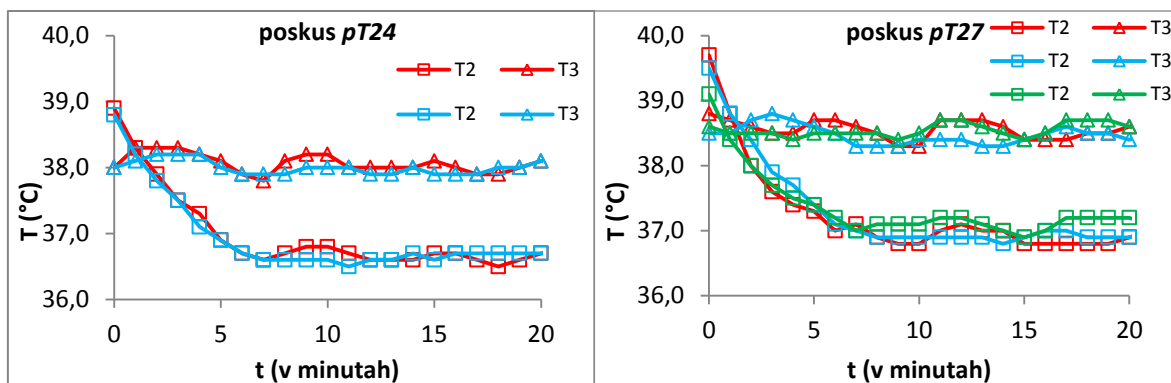 poskus pT24
T2 T3
T2 T3
T (°C)
40,0
39,0
38,0
37,0
36,0
0 5 10 15 20
t (v minutah)
poskus pT27
T2 T3
T2 T3
T2 T3
T (°C)
40,0
39,0
38,0
37,0
36,0
0 5 10 15 20
t (v minutah)